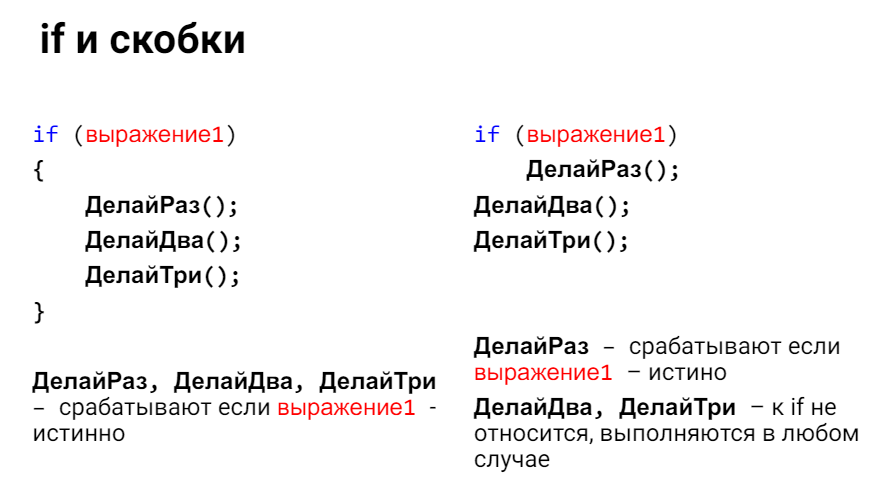 if и скобки
if (выражение1)
{
ДелайРаз();
ДелайДва();
ДелайТри();
}
ДелайРаз, ДелайДва, ДелайТри
– срабатывают если выражение1 -
истинно
if (выражение1)
ДелайРаз();
ДелайДва();
ДелайТри();
ДелайРаз – срабатывают если
выражение1 – истино
ДелайДва, ДелайТри – к if не
относится, выполняются в любом
случае